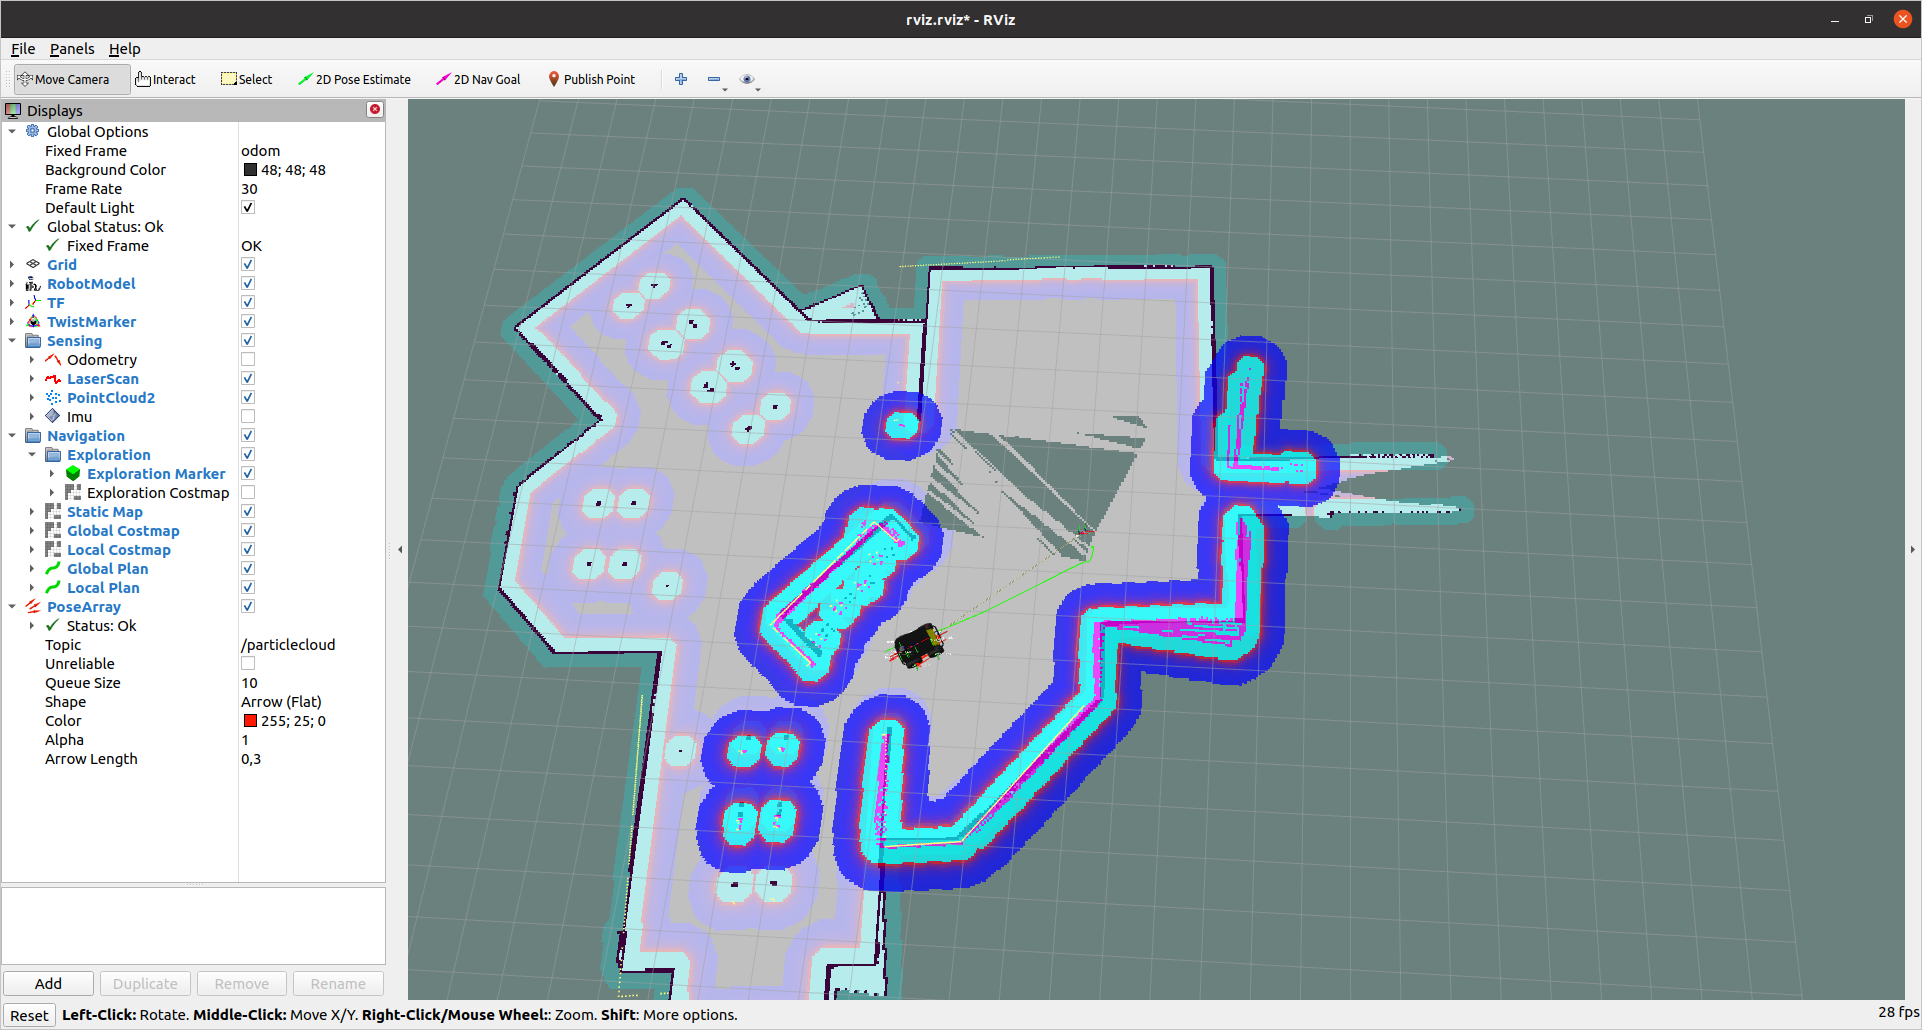 rviz.rviz* - RViz
File Panels Help
Move Camera Interact Select 2D Pose Estimate 2D Nav Goal Publish Point
Displays
Global Options
Fixed Frame odom
Background Color 48; 48; 48
Frame Rate 30
Default Light
Global Status: Ok
Fixed Frame OK
Grid
RobotModel
TF
TwistMarker
Sensing
Odometry
LaserScan
PointCloud2
Imu
Navigation
Exploration
Exploration Marker
Exploration Costmap
Static Map
Global Costmap
Local Costmap
Global Plan
Local Plan
PoseArray
Status: Ok
Topic /particlecloud
Unreliable
Queue Size 10
Shape Arrow (Flat)
Color 255; 25; 0
Alpha 1
Arrow Length 0,3
Add Duplicate Remove Rename
Reset Left-Click: Rotate. Middle-Click: Move X/Y. Right-Click/Mouse Wheel:: Zoom. Shift: More options. 28 fps